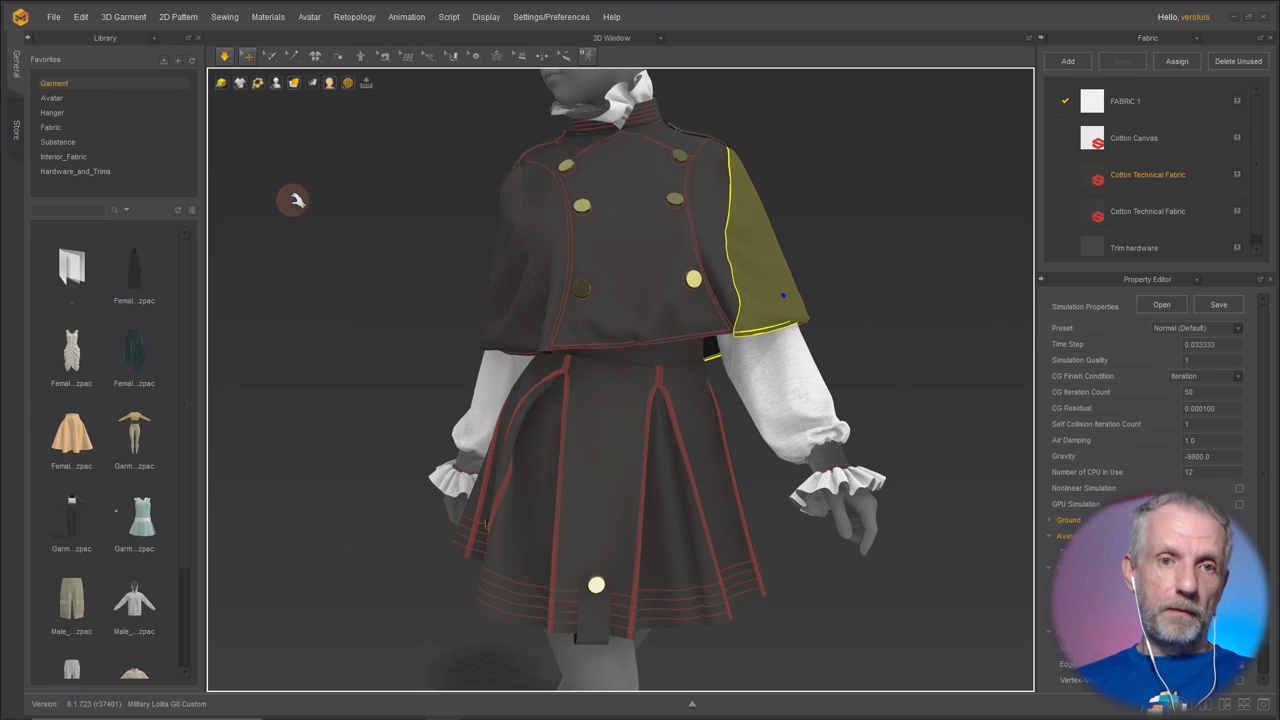 File Edit 3D Garment 2D Pattern Sewing Materials Avatar Retopology Animation Script Display Settings/Preferences Help
Hello, versluis
Library
3D Window
Fabric
General
Store
Favorites
Garment
Avatar
Hanger
Fabric
Substance
Interior_Fabric
Hardware_and_Trims
..
Femal...zpac
Femal...zpac
Femal...zpac
Femal...zpac
Garm...zpac
Garm...zpac
Garm...zpac
Male_...zpac
Male_...zpac
Add
Assign
Delete Unused
FABRIC 1
Cotton Canvas
Cotton Technical Fabric
Cotton Technical Fabric
Trim hardware
Property Editor
Simulation Properties
Open
Save
Preset Normal (Default)
Time Step 0.033333
Simulation Quality 1
CG Finish Condition Iteration
CG Iteration Count 50
CG Residual 0.000100
Self Collision Iteration Count 1
Air Damping 1.0
Gravity -9800.0
Number of CPU in Use 12
Nonlinear Simulation
GPU Simulation
Ground
Version: 6.1.723 (r37401) Military Lolita G8 Custom